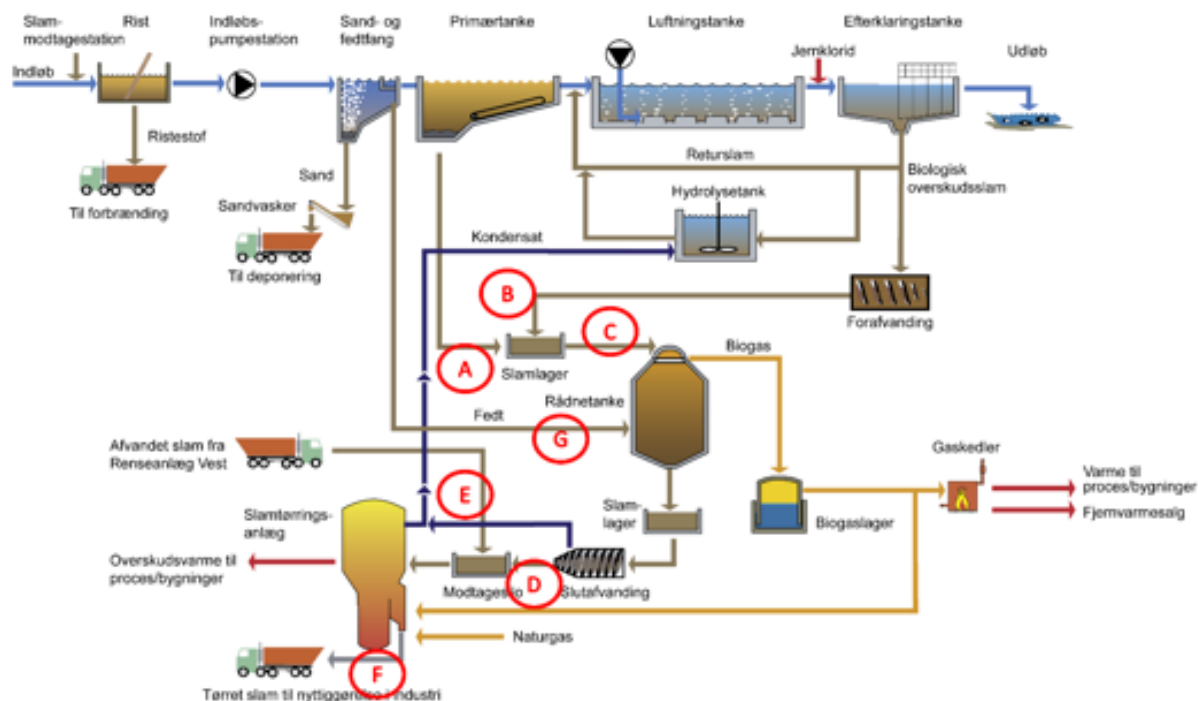 Slam-
modtagestation
Rist
Indløbs-
pumpestation
Sand- og
fedtfang
Primærtanke
Luftningstanke
Efterklaringstanke
Indløb
Jernklorid
Udløb
Ristestof
Returslam
Biologisk
overskudsslam
Sand
Hydrolysetank
Til forbrænding
Sandvasker
Kondensat
Til deponering
B
Forafvanding
C
A
Slamlager
Biogas
Rådnetanke
Fedt
G
Afvandet slam fra
Renseanlæg Vest
Gaskedler
Varme til
proces/bygninger
E
Slamtørrings-
anlæg
Slam-
lager
Biogaslager
Fjernvarmesalg
Overskudsvarme til
proces/bygninger
D
Slutafvanding
Naturgas
F
Tørret slam til nyttiggørelse i industri